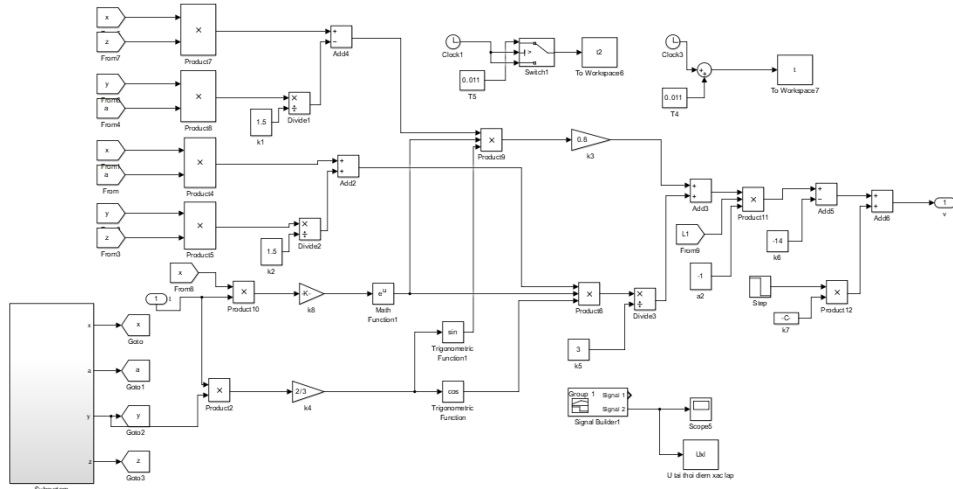 x
z
From7
×
Product7
+
−
Add4
y
a
From4
×
Product8
1.5
k1
×
÷
Divide1
x
a
From
×
Product4
+
+
Add2
y
z
From3
×
Product5
1.5
k2
×
÷
Divide2
Clock1
0.011
T5
>
Switch1
t2
To Workspace6
Clock3
0.011
T4
+
+
t
To Workspace7
×
Product9
0.6
k3
+
+
Add3
L1
From9
-1
a2
×
Product11
-14
k6
+
−
Add5
+
+
Add6
1
v
Step
-C-
k7
×
Product12
x
From8
1
t
×
Product10
-K-
k8
e^u
Math
Function1
×
Product6
3
k5
×
÷
Divide3
sin
Trigonometric
Function1
cos
Trigonometric
Function
×
Product2
2/3
k4
x
a
y
z
x
Goto
a
Goto1
y
Goto2
z
Goto3
Group 1
Signal 1
Signal 2
Signal Builder1
Scope5
Uxl
U tai thoi diem xac lap